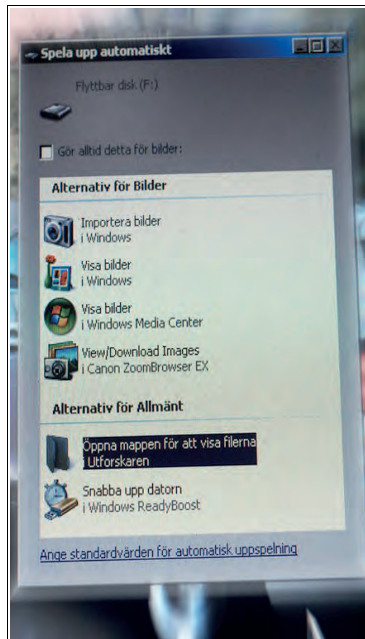 Spela upp automatiskt
Flyttbar disk (F:)
Gör alltid detta för bilder:
Alternativ för Bilder
Importera bilder
i Windows
Visa bilder
i Windows
Visa bilder
i Windows Media Center
View/Download Images
i Canon ZoomBrowser EX
Alternativ för Allmänt
Öppna mappen för att visa filerna
i Utforskaren
Snabba upp datorn
i Windows ReadyBoost
Ange standardvärden för automatisk uppspelning